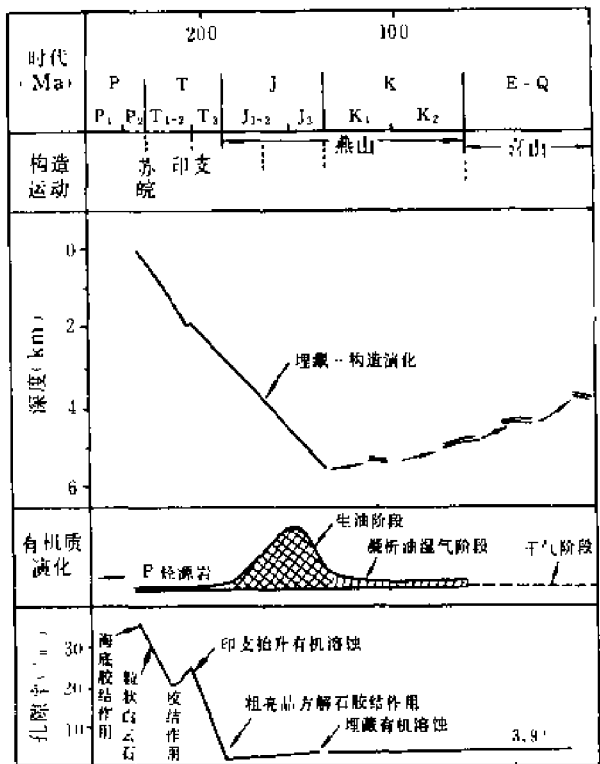 200 100
时代
(Ma)
P T J K E-Q
P₁ P₂ T₁₋₂ T₃ J₁₋₂ J₃ K₁ K₂
构造
运动
苏皖
印支
燕山
喜山
深度(km)
0
2
4
6
埋藏-构造演化
有机质
演化
P烃源岩
生油阶段
凝析油湿气阶段
干气阶段
孔隙率(%)
30
20
10
海底胶结作用
粒状白云石
胶结作用
印支抬升有机溶蚀
粗亮晶方解石胶结作用
埋藏有机溶蚀